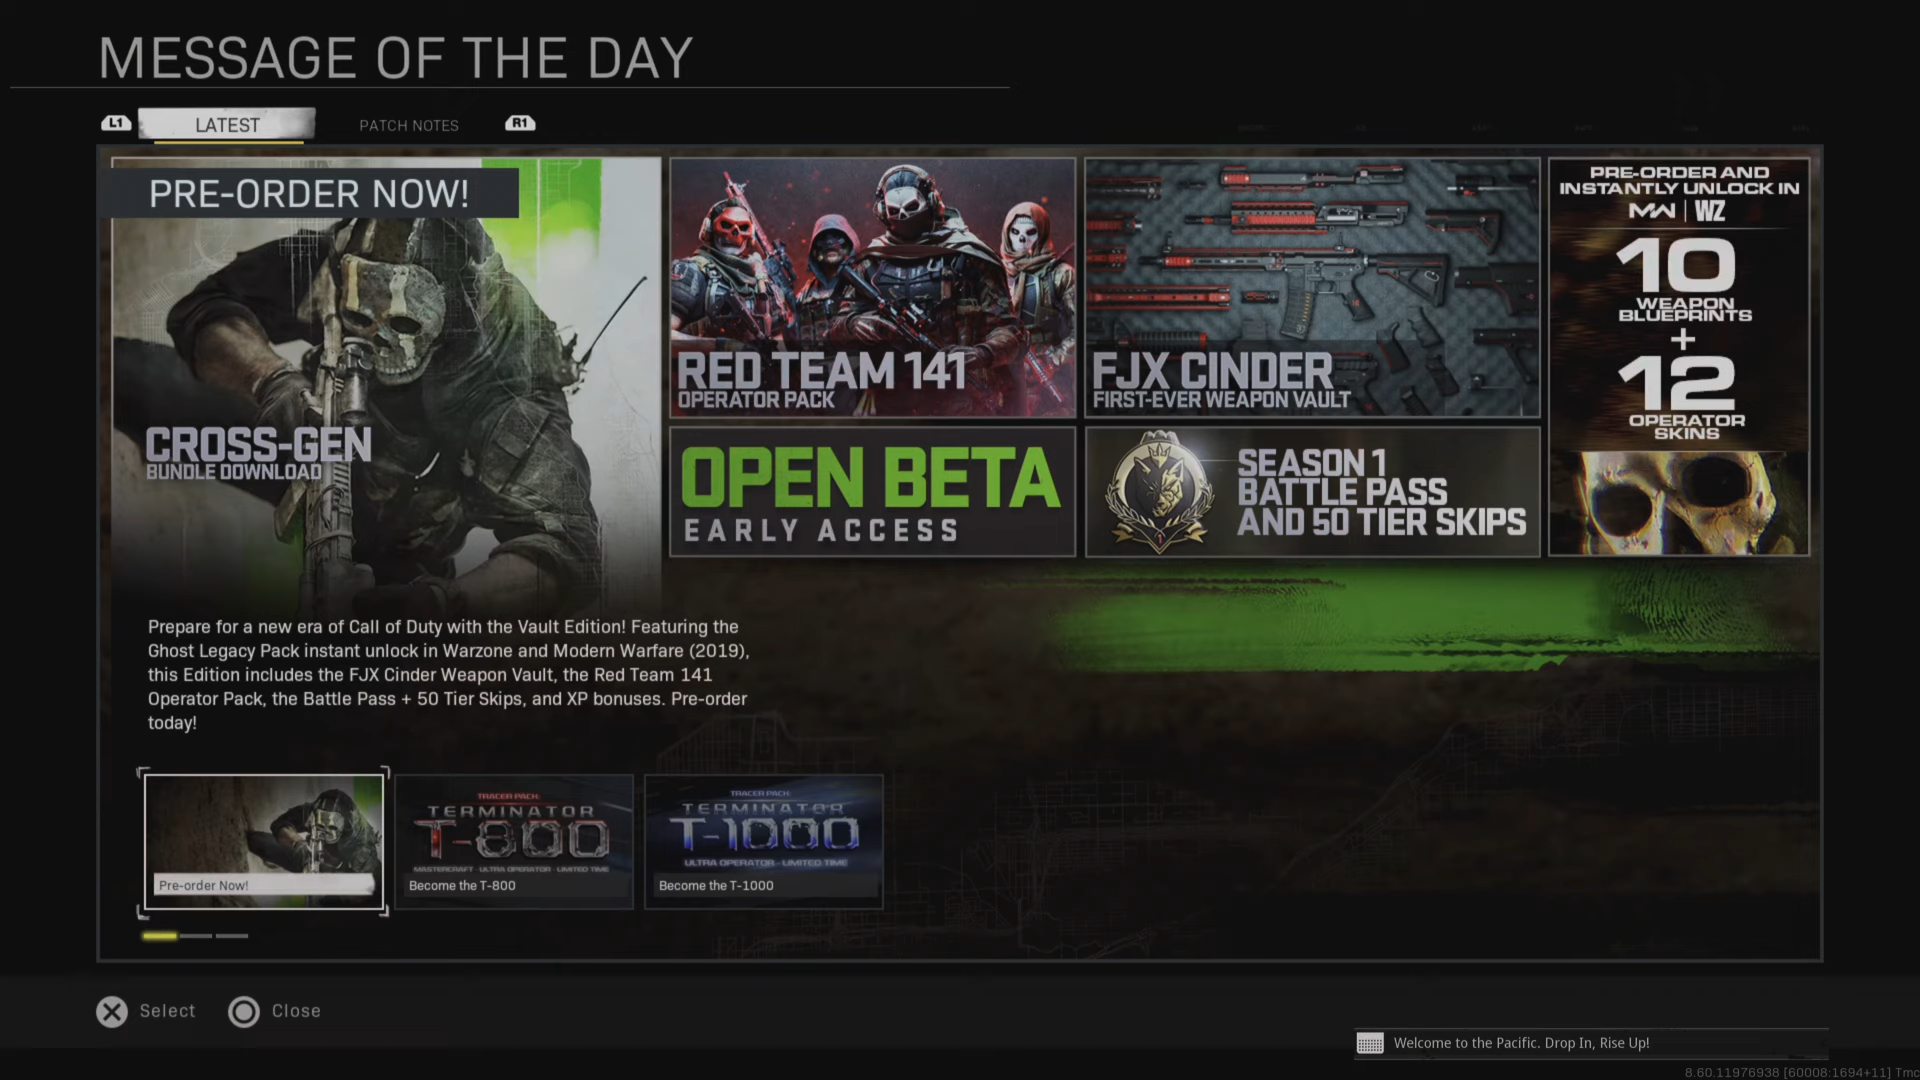 MESSAGE OF THE DAY
L1
LATEST
PATCH NOTES
R1
PRE-ORDER NOW!
CROSS-GEN
BUNDLE DOWNLOAD
RED TEAM 141
OPERATOR PACK
FJX CINDER
FIRST-EVER WEAPON VAULT
PRE-ORDER AND
INSTANTLY UNLOCK IN
MW | WZ
10
WEAPON
BLUEPRINTS
+
12
OPERATOR
SKINS
OPEN BETA
EARLY ACCESS
SEASON 1
BATTLE PASS
AND 50 TIER SKIPS
Prepare for a new era of Call of Duty with the Vault Edition! Featuring the
Ghost Legacy Pack instant unlock in Warzone and Modern Warfare (2019),
this Edition includes the FJX Cinder Weapon Vault, the Red Team 141
Operator Pack, the Battle Pass + 50 Tier Skips, and XP bonuses. Pre-order
today!
Pre-order Now!
TRACER PACK:
TERMINATOR
T-800
MASTERCRAFT - ULTRA OPERATOR - LIMITED TIME
Become the T-800
TRACER PACK:
TERMINATOR
T-1000
ULTRA OPERATOR - LIMITED TIME
Become the T-1000
Select
Close
Welcome to the Pacific. Drop In, Rise Up!
8.60.11976938 [60008:1694+11] Tmc